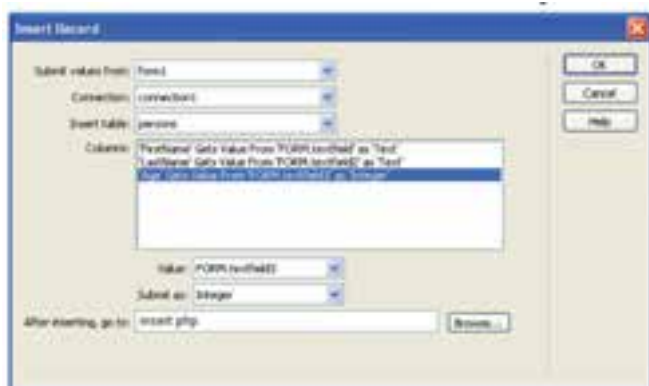 Insert Record
Submit values from: form1
OK
Connection: connection1
Cancel
Insert table: persons
Help
Columns: 'FirstName' Gets Value From 'FORM.textfield' as 'Text'
'LastName' Gets Value From 'FORM.textfield2' as 'Text'
'Age' Gets Value From 'FORM.textfield3' as 'Integer'
Value: FORM.textfield3
Submit as: Integer
After inserting, go to: insert.php
Browse...